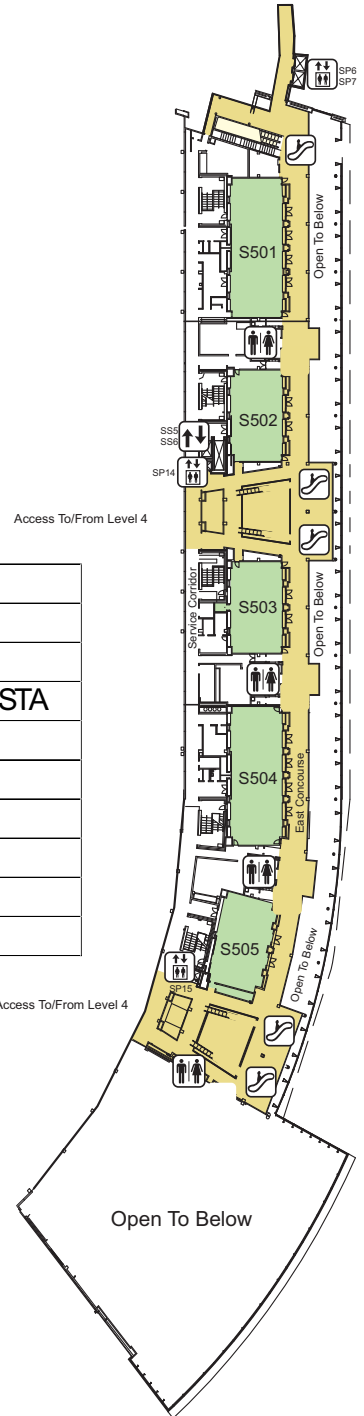 SP6
SP7
Open To Below
S501
S502
SS5
SS6
SP14
Access To/From Level 4
Service Corridor
S503
Open To Below
STA
S504
East Concourse
S505
SP15
Access To/From Level 4
Open To Below
Open To Below